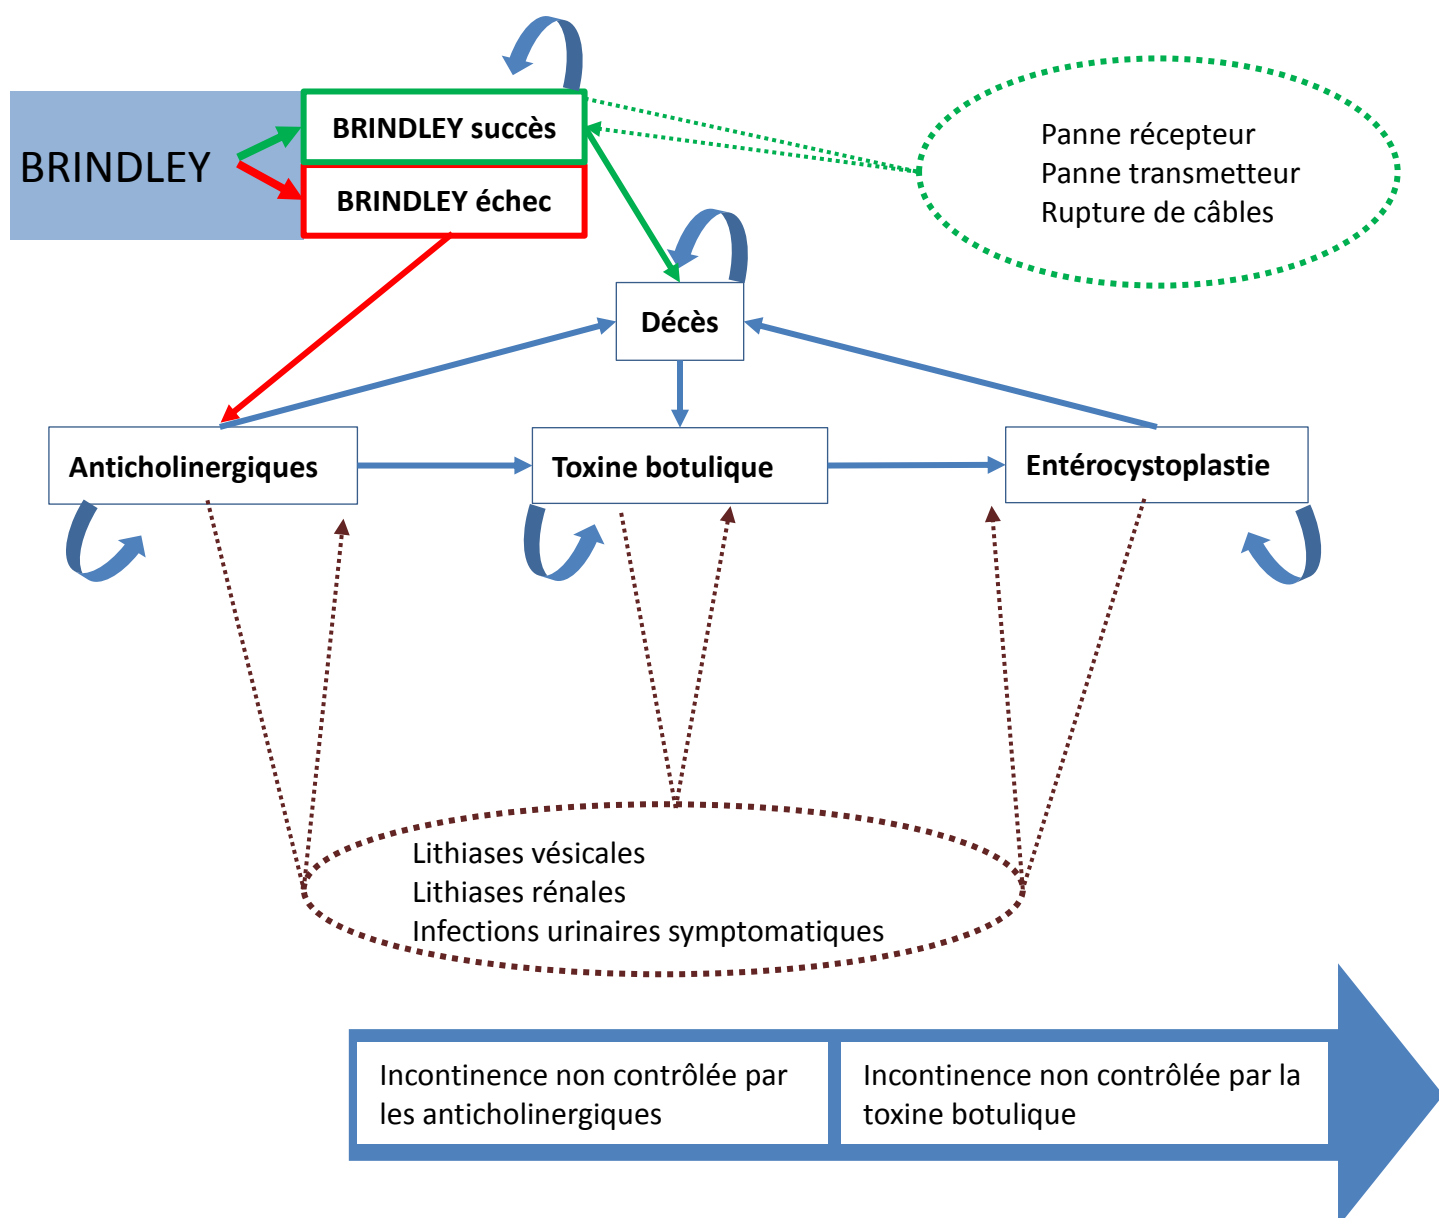 BRINDLEY
BRINDLEY succès
BRINDLEY échec
Panne récepteur
Panne transmetteur
Rupture de câbles
Décès
Anticholinergiques
Toxine botulique
Entérocystoplastie
Lithiases vésicales
Lithiases rénales
Infections urinaires symptomatiques
Incontinence non contrôlée par
les anticholinergiques
Incontinence non contrôlée par la
toxine botulique